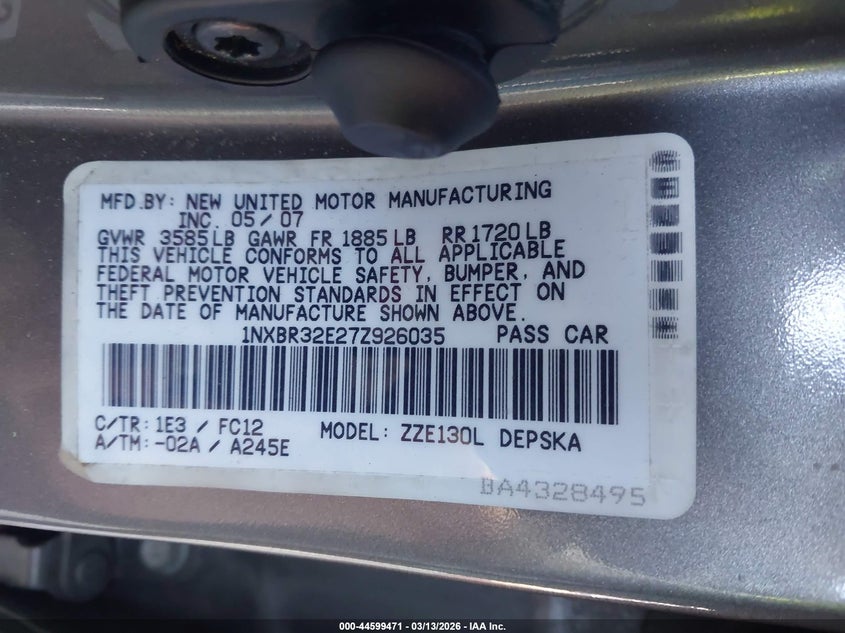 MFD.BY: NEW UNITED MOTOR MANUFACTURING
INC. 05/07
GVWR 3585LB GAWR FR 1885LB RR1720LB
THIS VEHICLE CONFORMS TO ALL APPLICABLE
FEDERAL MOTOR VEHICLE SAFETY, BUMPER, AND
THEFT PREVENTION STANDARDS IN EFFECT ON
THE DATE OF MANUFACTURE SHOWN ABOVE.
1NXBR32E27Z926035 PASS CAR
C/TR: 1E3 / FC12
A/TM: -02A / A245E
MODEL: ZZE130L DEPSKA
BA4328495
000-44599471 | 03/13/2026 - IAA Inc.